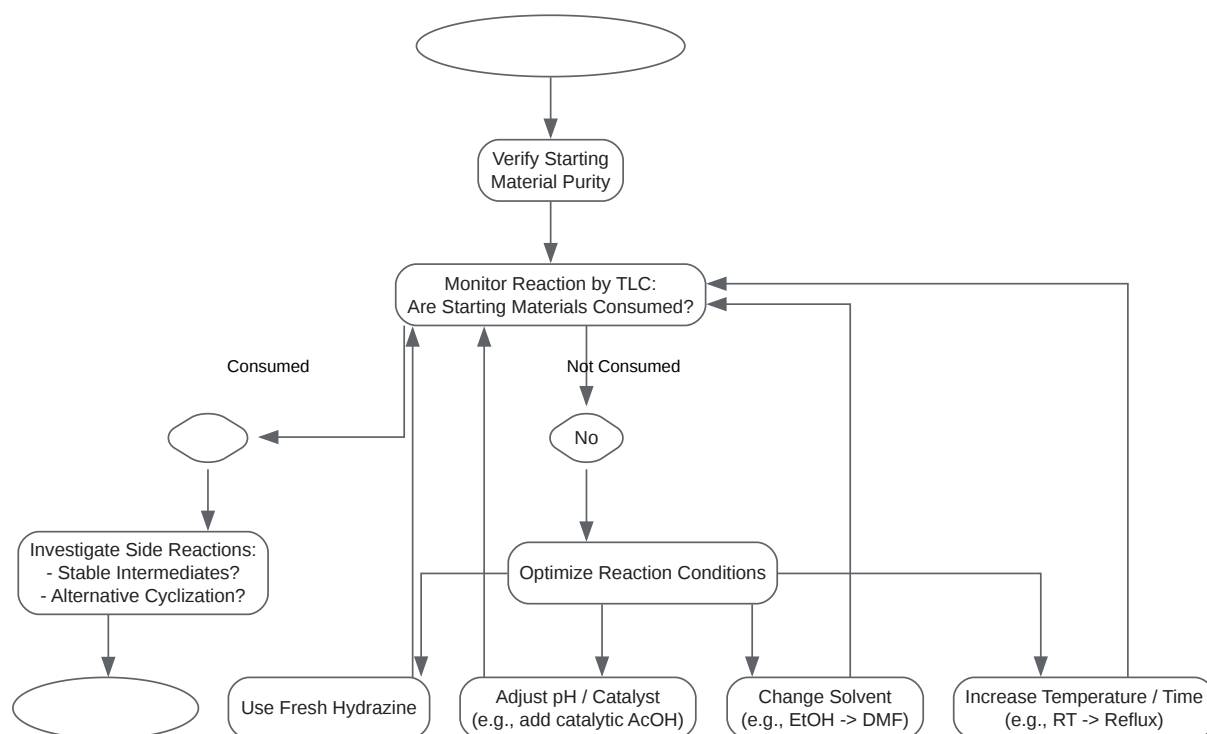 Verify Starting
Material Purity
Monitor Reaction by TLC:
Are Starting Materials Consumed?
Consumed
Not Consumed
No
Investigate Side Reactions:
- Stable Intermediates?
- Alternative Cyclization?
Optimize Reaction Conditions
Use Fresh Hydrazine
Adjust pH / Catalyst
(e.g., add catalytic AcOH)
Change Solvent
(e.g., EtOH -> DMF)
Increase Temperature / Time
(e.g., RT -> Reflux)